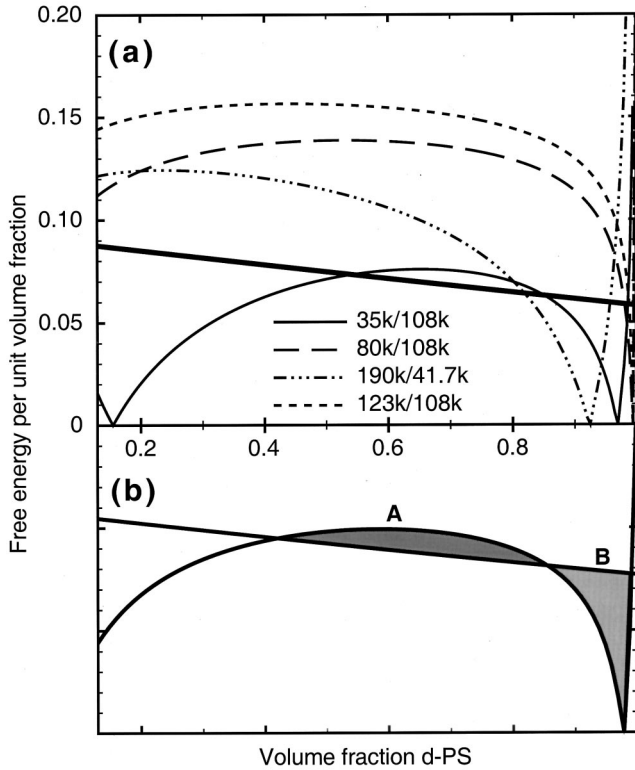 0.20
(a)
0.15
0.10
0.05
0
35k/108k
80k/108k
190k/41.7k
123k/108k
0.2
0.4
0.6
0.8
Free energy per unit volume fraction
(b)
A
B
Volume fraction d-PS